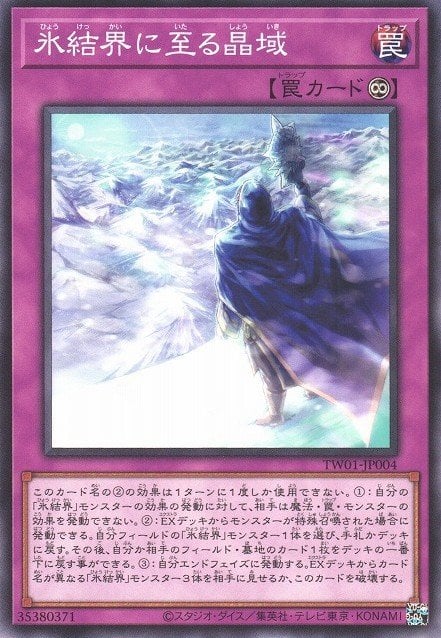 氷結界に至る晶域
罠
【罠カード】
TW01-JP004
このカード名の②の効果は1ターンに1度しか使用できない。①：自分の
「氷結界」モンスターの効果の発動に対して、相手は魔法・罠・モンスターの
効果を発動できない。②：EXデッキからモンスターが特殊召喚された場合に
発動できる。自分フィールドの「氷結界」モンスター1体を選び、手札かデッキ
に戻す。その後、自分か相手のフィールド・墓地のカード1枚をデッキの一番
下に戻す事ができる。③：自分エンドフェイズに発動する。EXデッキからカード
名が異なる「氷結界」モンスター3体を相手に見せるか、このカードを破壊する。
35380371
©スタジオ・ダイス／集英社・テレビ東京・KONAMI